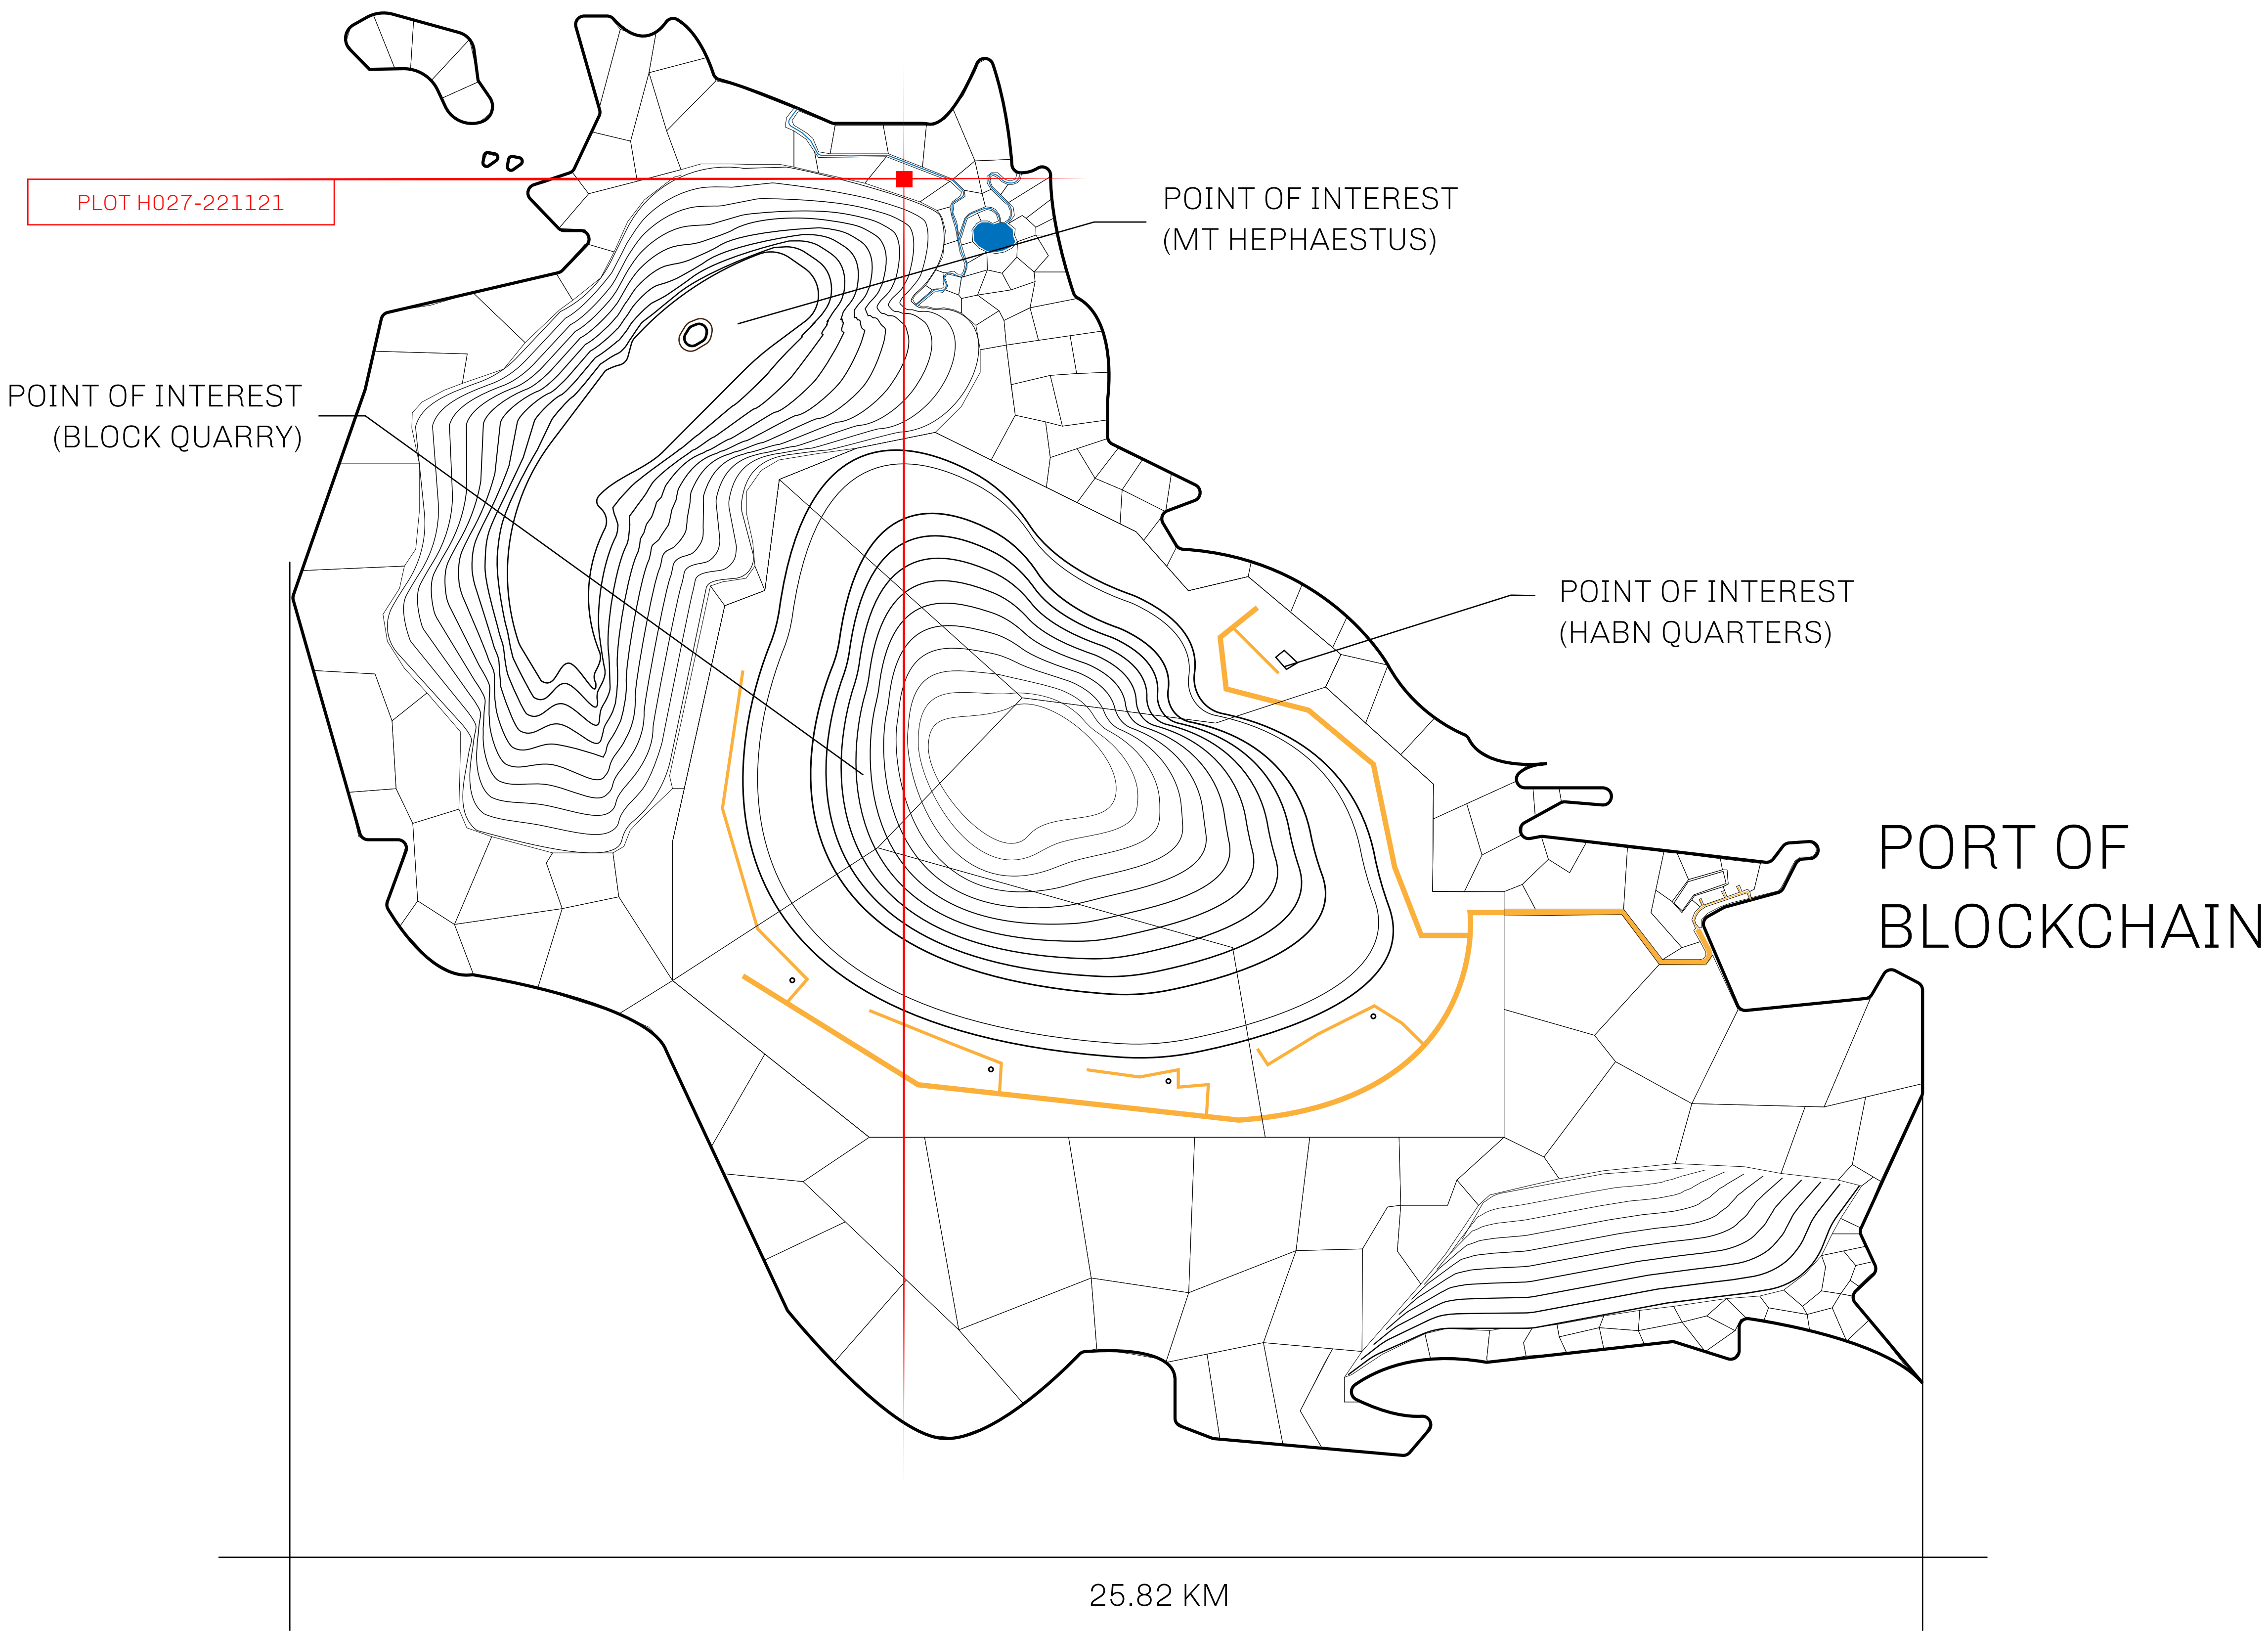 PLOT H027-221121
POINT OF INTEREST
(MT HEPHAESTUS)
POINT OF INTEREST
(BLOCK QUARRY)
POINT OF INTEREST
(HABN QUARTERS)
PORT OF
BLOCKCHAIN
25.82 KM